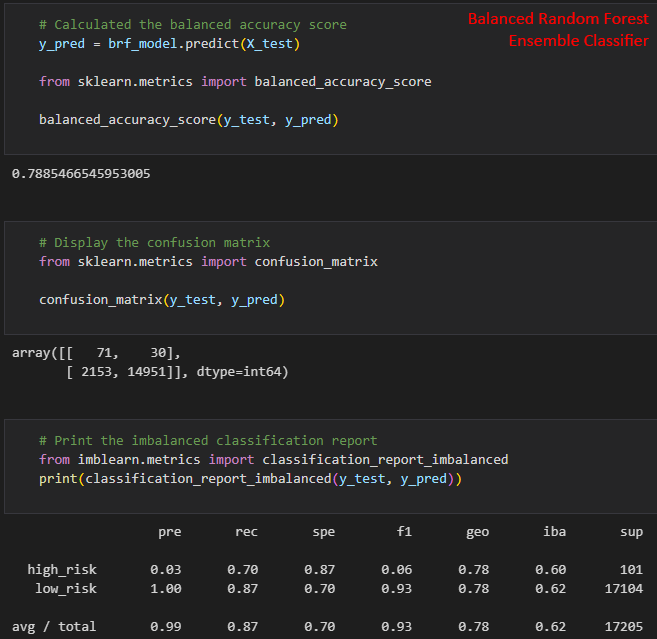 Balanced Random Forest
Ensemble Classifier
# Calculated the balanced accuracy score
y_pred = brf_model.predict(X_test)
from sklearn.metrics import balanced_accuracy_score
balanced_accuracy_score(y_test, y_pred)
0.7885466545953005
# Display the confusion matrix
from sklearn.metrics import confusion_matrix
confusion_matrix(y_test, y_pred)
array([[   71,    30],
       [ 2153, 14951]], dtype=int64)
# Print the imbalanced classification report
from imblearn.metrics import classification_report_imbalanced
print(classification_report_imbalanced(y_test, y_pred))
                   pre       rec       spe        f1       geo       iba       sup
  high_risk       0.03      0.70      0.87      0.06      0.78      0.60       101
   low_risk       1.00      0.87      0.70      0.93      0.78      0.62     17104
avg / total       0.99      0.87      0.70      0.93      0.78      0.62     17205